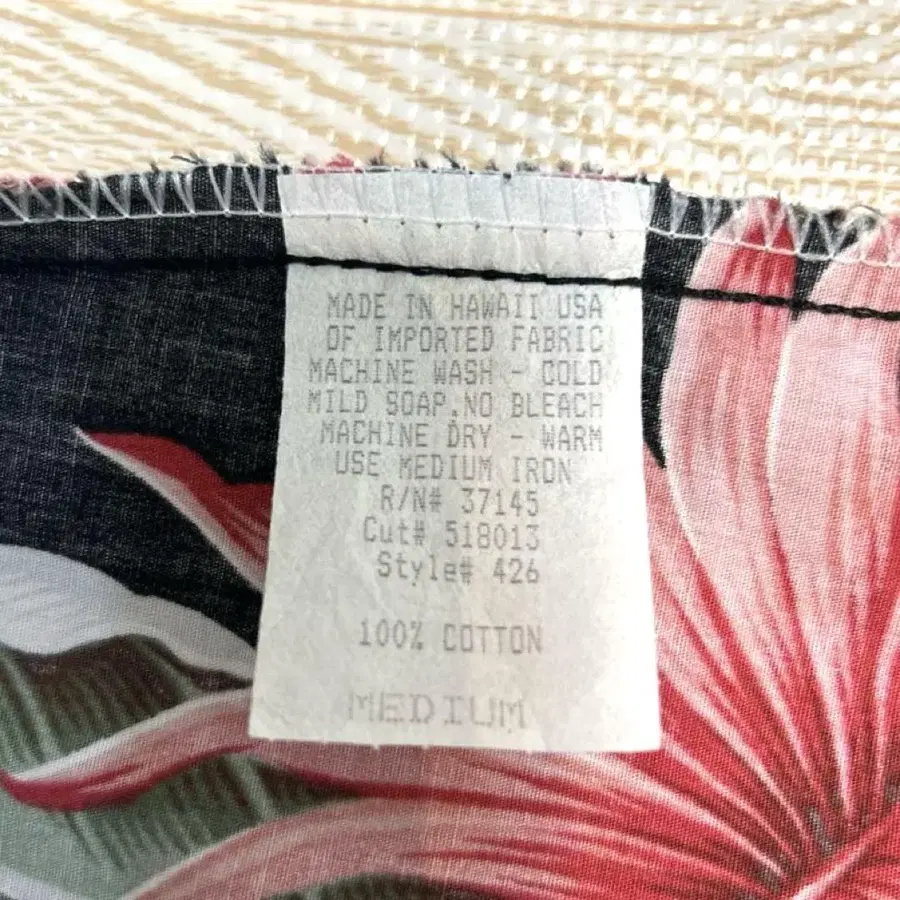 MADE IN HAWAII USA
OF IMPORTED FABRIC
MACHINE WASH - COLD
MILD SOAP.NO BLEACH
MACHINE DRY - WARM
USE MEDIUM IRON
R/N# 37145
Cut# 518013
Style# 426
100% COTTON
MEDIUM